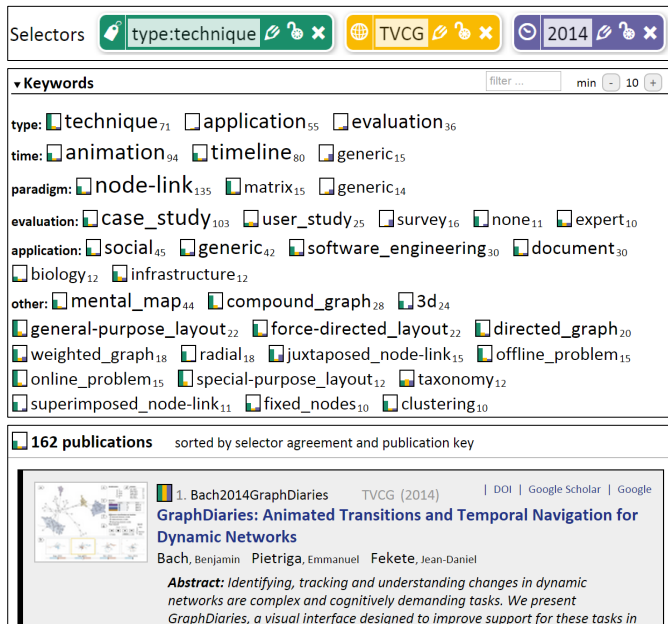 Selectors type:technique TVCG 2014
▾Keywords filter ... min - 10 +
type: technique71 application55 evaluation36
time: animation94 timeline80 generic15
paradigm: node-link135 matrix15 generic14
evaluation: case_study103 user_study25 survey16 none11 expert10
application: social45 generic42 software_engineering30 document30
biology12 infrastructure12
other: mental_map44 compound_graph28 3d24
general-purpose_layout22 force-directed_layout22 directed_graph20
weighted_graph18 radial18 juxtaposed_node-link15 offline_problem15
online_problem15 special-purpose_layout12 taxonomy12
superimposed_node-link11 fixed_nodes10 clustering10
162 publications sorted by selector agreement and publication key
1. Bach2014GraphDiaries TVCG (2014) | DOI | Google Scholar | Google
GraphDiaries: Animated Transitions and Temporal Navigation for
Dynamic Networks
Bach, Benjamin Pietriga, Emmanuel Fekete, Jean-Daniel
Abstract: Identifying, tracking and understanding changes in dynamic
networks are complex and cognitively demanding tasks. We present
GraphDiaries, a visual interface designed to improve support for these tasks in